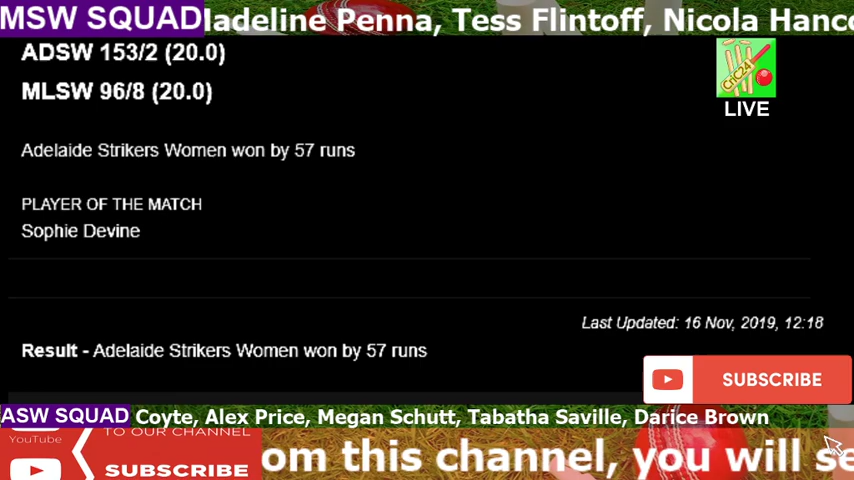 MSW SQUAD Madeline Penna, Tess Flintoff, Nicola Hanco
ADSW 153/2 (20.0)
MLSW 96/8 (20.0)
CriC24
LIVE
Adelaide Strikers Women won by 57 runs
PLAYER OF THE MATCH
Sophie Devine
Last Updated: 16 Nov, 2019, 12:18
Result - Adelaide Strikers Women won by 57 runs
SUBSCRIBE
ASW SQUAD Coyte, Alex Price, Megan Schutt, Tabatha Saville, Darice Brown
YouTube
TO OUR CHANNEL
SUBSCRIBE
om this channel, you will se